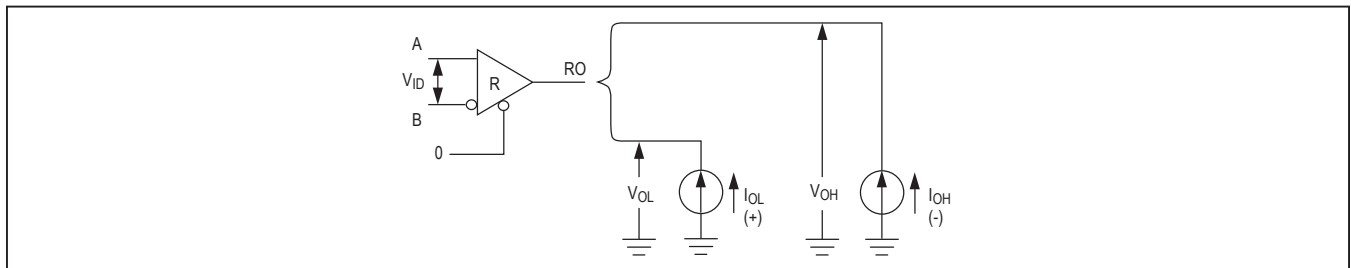 A
RO
VID
R
B
0
VOL
IOL
(+)
VOH
IOH
(-)